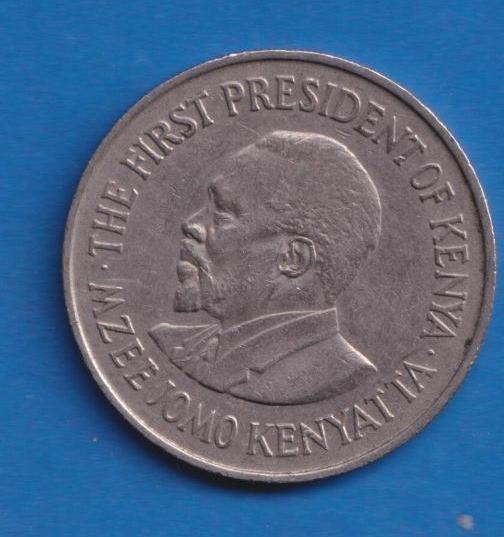 THE FIRST PRESIDENT OF KENYA ·
MZEE JOMO KENYATTA ·